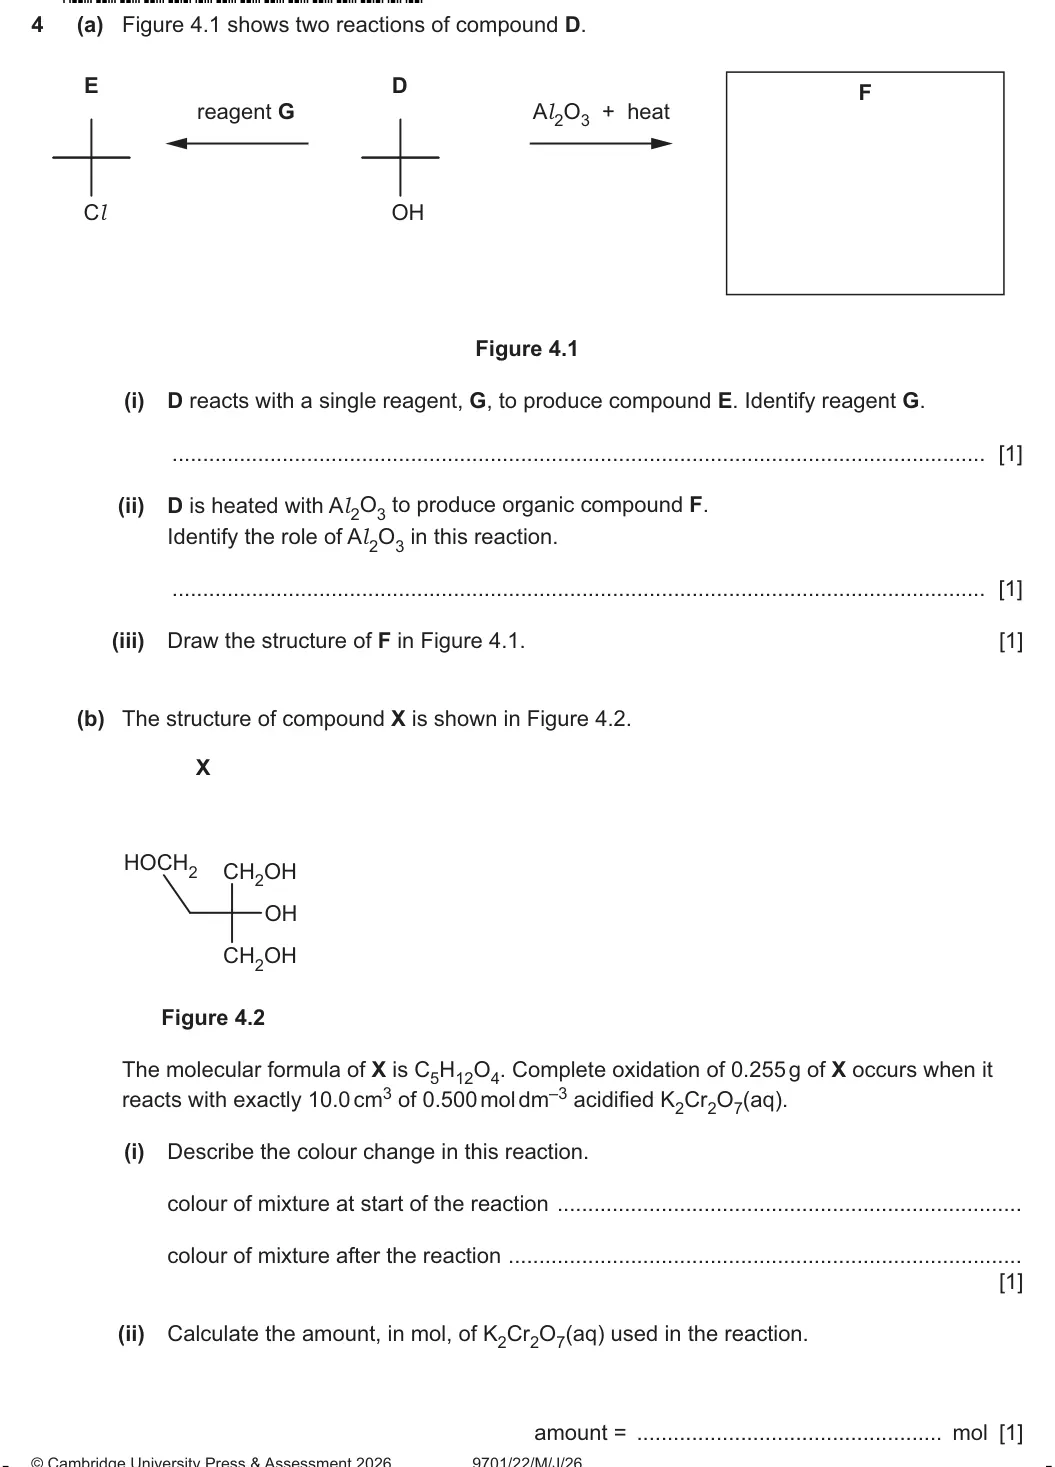 4 (a) Figure 4.1 shows two reactions of compound D.
E
D
F
reagent G
Al₂O₃ + heat
Cl
OH
Figure 4.1
(i) D reacts with a single reagent, G, to produce compound E. Identify reagent G.
.......... [1]
(ii) D is heated with Al₂O₃ to produce organic compound F.
Identify the role of Al₂O₃ in this reaction.
.......... [1]
(iii) Draw the structure of F in Figure 4.1. [1]
(b) The structure of compound X is shown in Figure 4.2.
X
HOCH₂ CH₂OH
OH
CH₂OH
Figure 4.2
The molecular formula of X is C₅H₁₂O₄. Complete oxidation of 0.255 g of X occurs when it
reacts with exactly 10.0 cm³ of 0.500 mol dm⁻³ acidified K₂Cr₂O₇(aq).
(i) Describe the colour change in this reaction.
colour of mixture at start of the reaction ..........
colour of mixture after the reaction ..........
[1]
(ii) Calculate the amount, in mol, of K₂Cr₂O₇(aq) used in the reaction.
amount = .......... mol [1]
© Cambridge University Press & Assessment 2026 9701/22/M/J/26